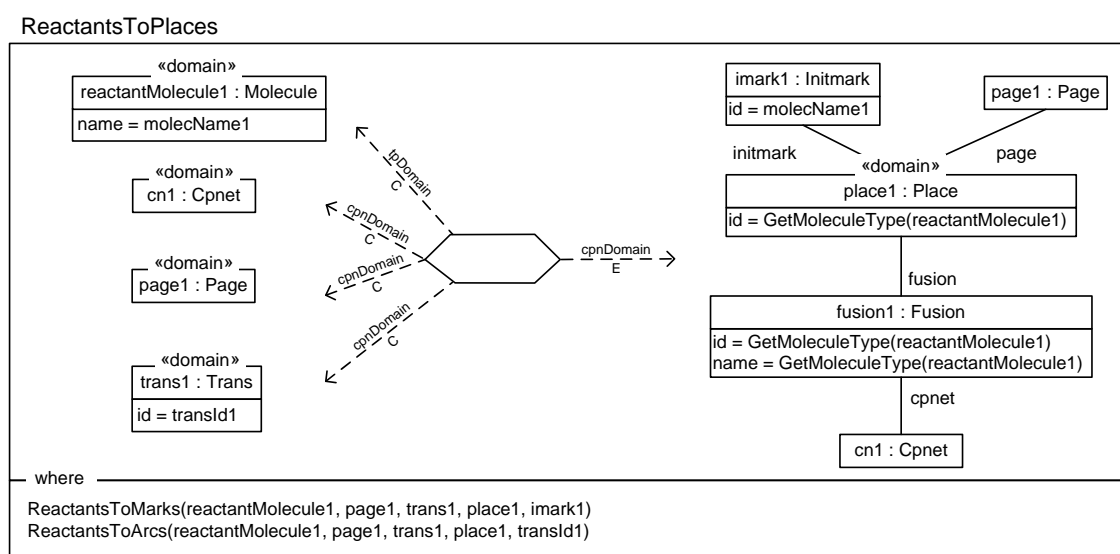 ReactantsToPlaces
«domain»
reactantMolecule1 : Molecule
name = molecName1
«domain»
cn1 : Cpnet
«domain»
page1 : Page
«domain»
trans1 : Trans
id = transId1
tpDomain
C
cpnDomain
C
cpnDomain
C
cpnDomain
C
cpnDomain
E
imark1 : Initmark
id = molecName1
page1 : Page
initmark
page
«domain»
place1 : Place
id = GetMoleculeType(reactantMolecule1)
fusion
fusion1 : Fusion
id = GetMoleculeType(reactantMolecule1)
name = GetMoleculeType(reactantMolecule1)
cpnet
cn1 : Cpnet
where
ReactantsToMarks(reactantMolecule1, page1, trans1, place1, imark1)
ReactantsToArcs(reactantMolecule1, page1, trans1, place1, transId1)